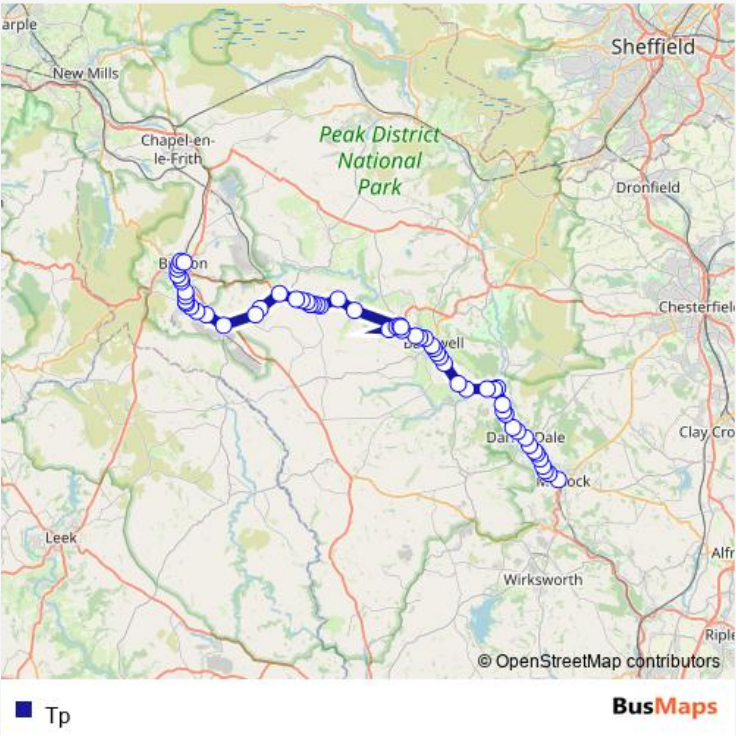 arple
Sheffield
New Mills
Chapel-en-
le-Frith
Peak District
National
Park
Dronfield
Chesterfiel
Clay Cro
Leek
Alfr
Wirksworth
Riple
© OpenStreetMap contributors
Tp
BusMaps